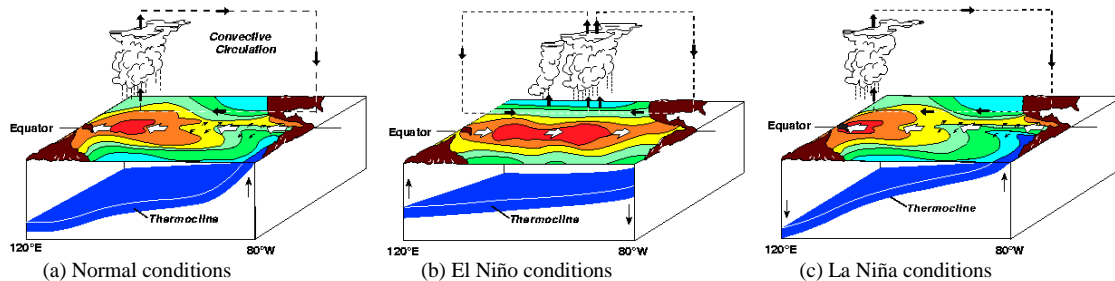 Convective
Circulation
Equator
Thermocline
120°E
80°W
(a) Normal conditions
Equator
Thermocline
120°E
80°W
(b) El Niño conditions
Equator
Thermocline
120°E
80°W
(c) La Niña conditions